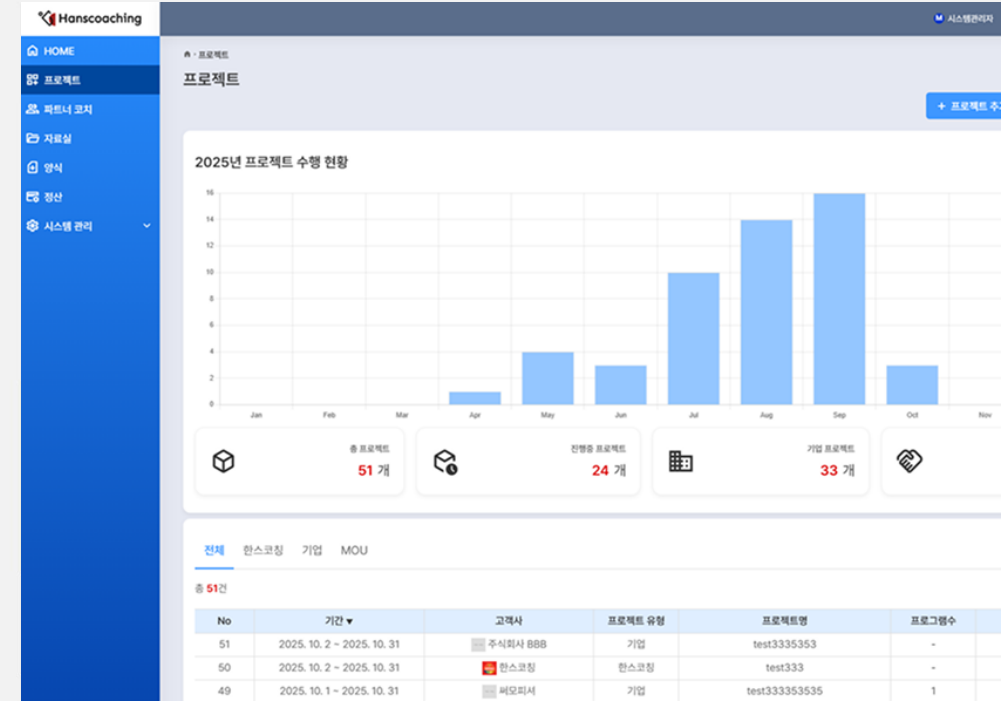 Hanscoaching
M 시스템관리자
HOME
프로젝트
파트너 코치
자료실
양식
정산
시스템 관리
프로젝트
프로젝트
+ 프로젝트
2025년 프로젝트 수행 현황
16
14
12
10
8
6
4
2
0
Jan Feb Mar Apr May Jun Jul Aug Sep Oct Nov
총 프로젝트
51 개
진행중 프로젝트
24 개
기업 프로젝트
33 개
전체 한스코칭 기업 MOU
총 51건
No 기간 ▼ 고객사 프로젝트 유형 프로젝트명 프로그램수
51 2025. 10. 2 ~ 2025. 10. 31 주식회사 BBB 기업 test3335353 -
50 2025. 10. 2 ~ 2025. 10. 31 한스코칭 한스코칭 test333 -
49 2025. 10. 1 ~ 2025. 10. 31 써모피셔 기업 test333353535 1